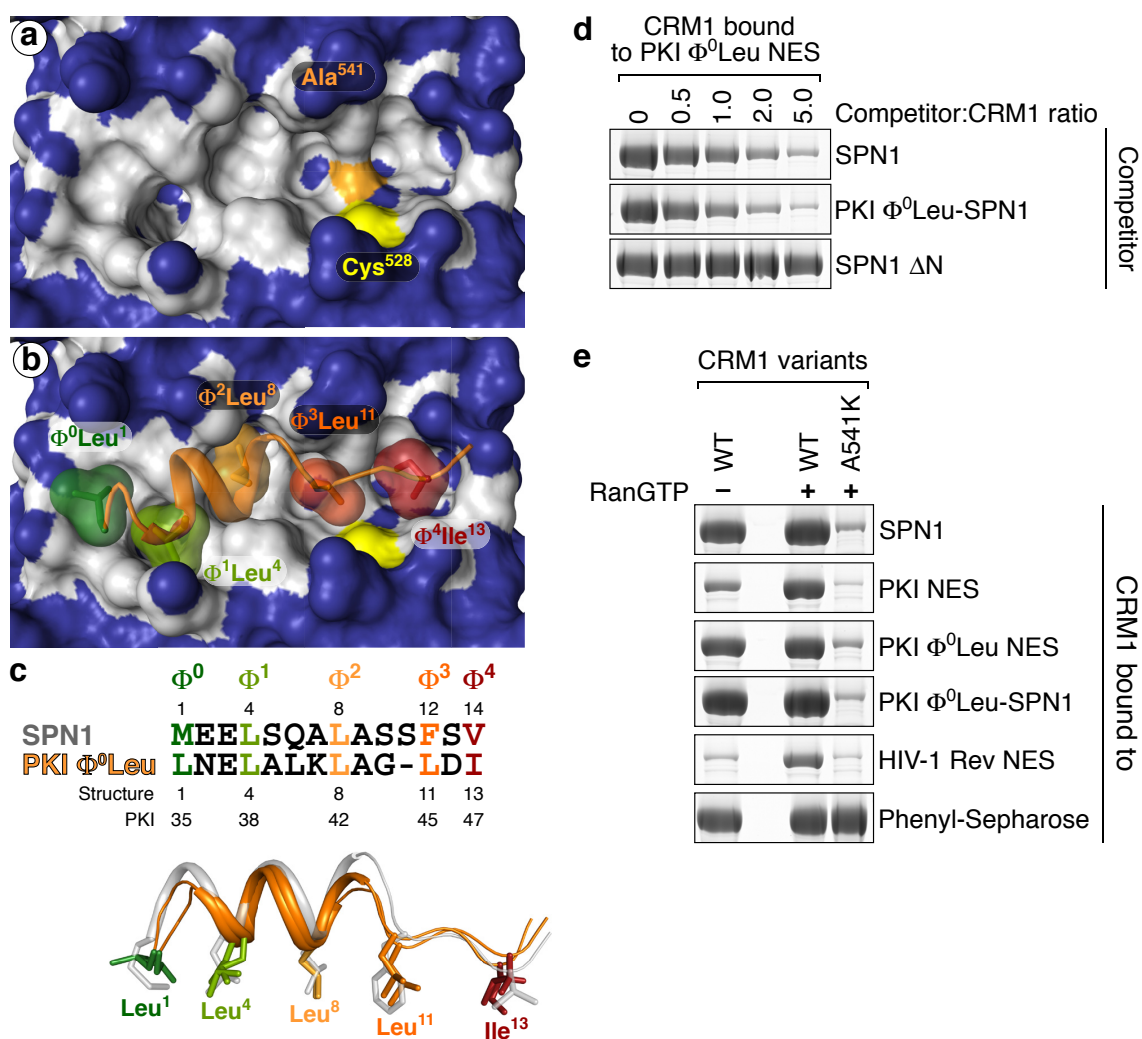 a
Ala541
Cys528
b
Φ2Leu8
Φ3Leu11
Φ0Leu1
Φ4Ile13
Φ1Leu4
c
Φ0 Φ1 Φ2 Φ3 Φ4
1 4 8 12 14
SPN1 MEELSQALASSFSV
PKI Φ0Leu LNELALKLAG-LDI
Structure 1 4 8 11 13
PKI 35 38 42 45 47
Leu1
Leu4
Leu8
Leu11
Ile13
d
CRM1 bound
to PKI Φ0Leu NES
0 0.5 1.0 2.0 5.0 Competitor:CRM1 ratio
SPN1
PKI Φ0Leu-SPN1
SPN1 ΔN
Competitor
e
CRM1 variants
WT WT A541K
RanGTP – + +
SPN1
PKI NES
PKI Φ0Leu NES
PKI Φ0Leu-SPN1
HIV-1 Rev NES
Phenyl-Sepharose
CRM1 bound to